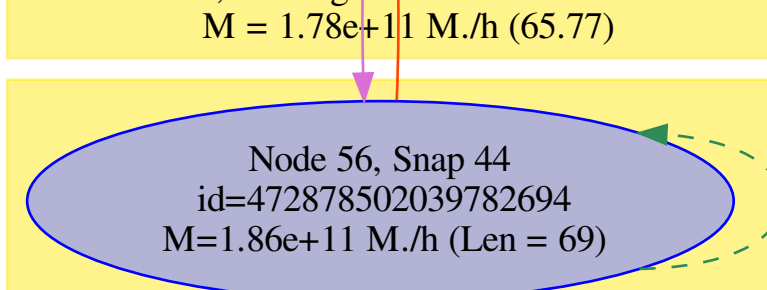 M = 1.78e+11 M./h (65.77)
Node 56, Snap 44
id=472878502039782694
M=1.86e+11 M./h (Len = 69)